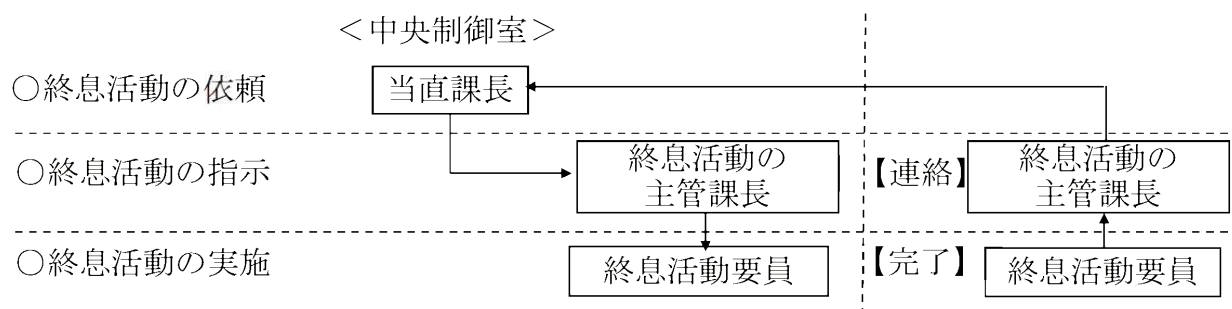 ＜中央制御室＞
○終息活動の依頼
当直課長
○終息活動の指示
終息活動の
主管課長
【連絡】
終息活動の
主管課長
○終息活動の実施
終息活動要員
【完了】
終息活動要員